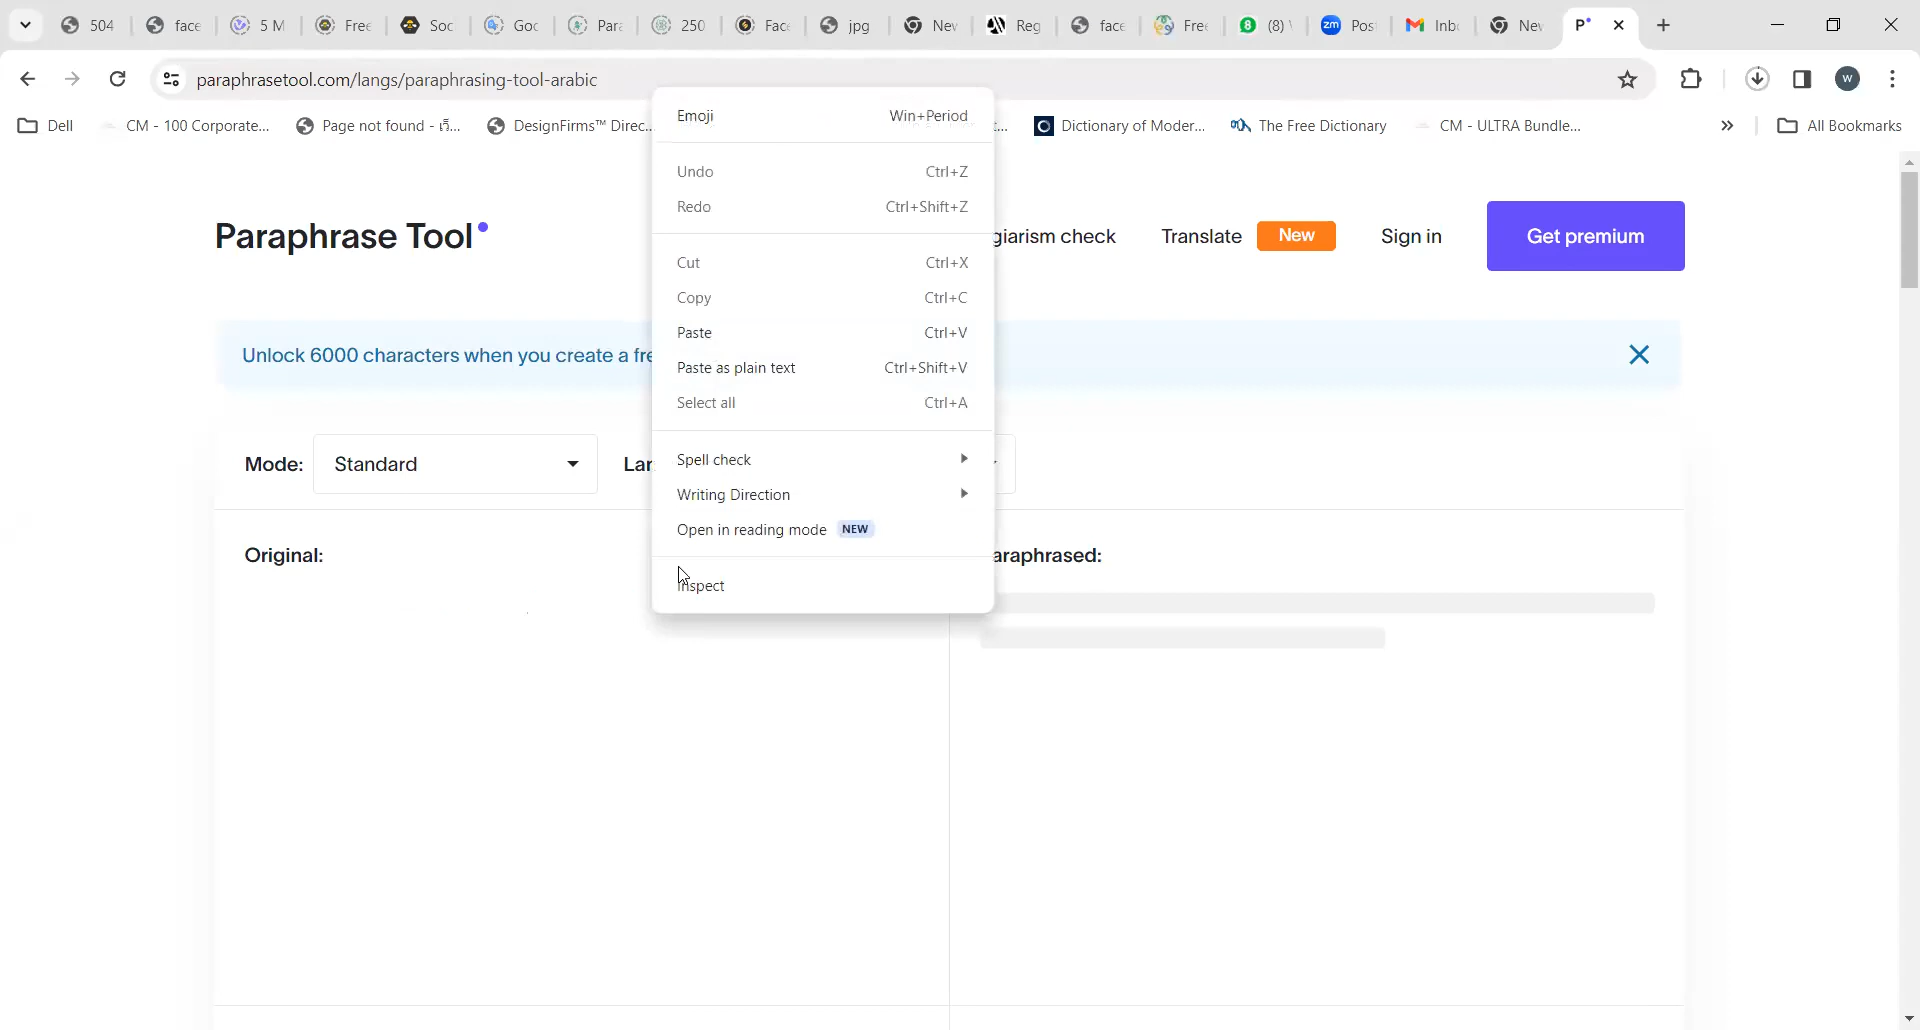 504 face 5 M Free Soc Goo Para 250 Face jpg New Reg face Free (8) Pos Inb New P
paraphrasetool.com/langs/paraphrasing-tool-arabic W
Dell CM - 100 Corporate... Page not found - เว็... DesignFirms™ Direc... Dictionary of Moder... The Free Dictionary CM - ULTRA Bundle... » All Bookmarks
Emoji Win+Period
Undo Ctrl+Z
Redo Ctrl+Shift+Z
Cut Ctrl+X
Copy Ctrl+C
Paste Ctrl+V
Paste as plain text Ctrl+Shift+V
Select all Ctrl+A
Spell check
Writing Direction
Open in reading mode NEW
Inspect
Paraphrase Tool giarism check Translate New Sign in Get premium
Unlock 6000 characters when you create a fre
Mode: Standard Lan
Original: araphrased: